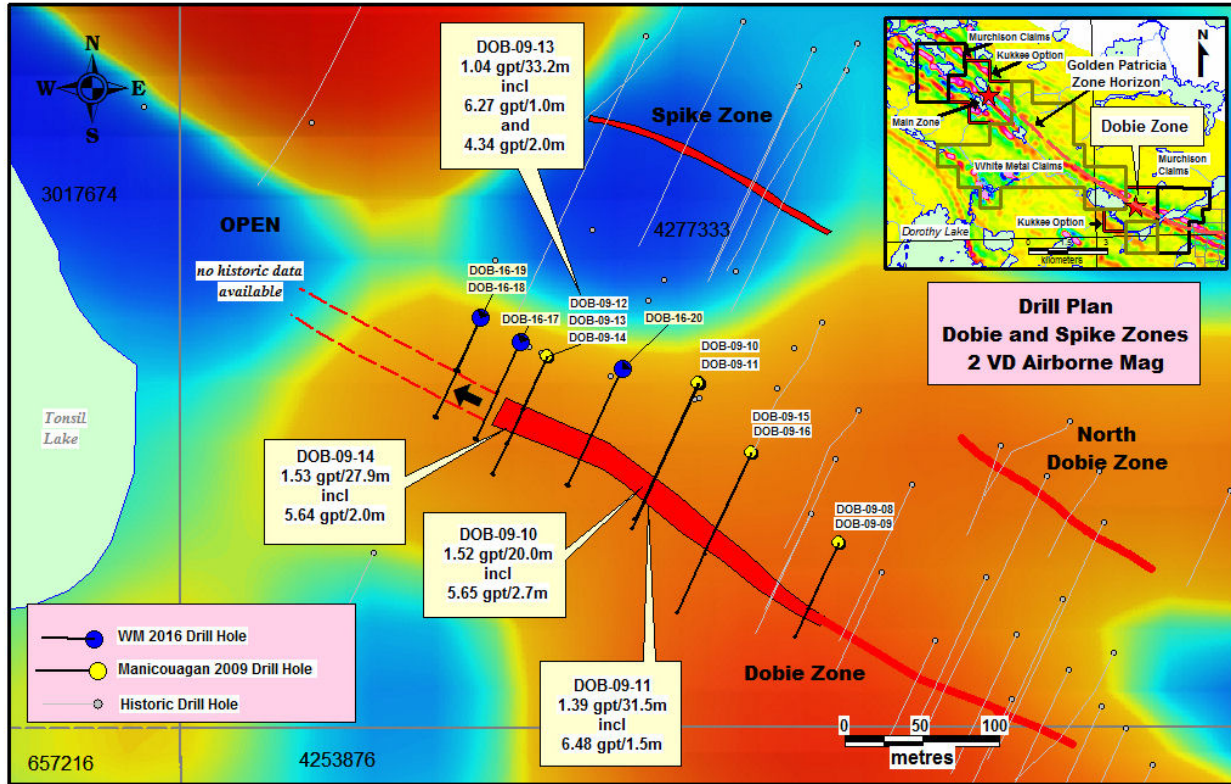 N
W E
S
3017674
DOB-09-13
1.04 gpt/33.2m
incl
6.27 gpt/1.0m
and
4.34 gpt/2.0m
Spike Zone
4277333
OPEN
no historic data
available
DOB-16-19
DOB-16-18
DOB-16-17
DOB-09-12
DOB-09-13
DOB-09-14
DOB-16-20
DOB-09-10
DOB-09-11
DOB-09-15
DOB-09-16
DOB-09-08
DOB-09-09
Murchison Claims
Kukkee Option
Golden Patricia
Zone Horizon
N
Main Zone
Dobie Zone
White Metal Claims
Murchison
Claims
Kukkee Option
Dorothy Lake
kilometers
Drill Plan
Dobie and Spike Zones
2 VD Airborne Mag
Tonsil
Lake
North
Dobie Zone
DOB-09-14
1.53 gpt/27.9m
incl
5.64 gpt/2.0m
DOB-09-10
1.52 gpt/20.0m
incl
5.65 gpt/2.7m
DOB-09-11
1.39 gpt/31.5m
incl
6.48 gpt/1.5m
Dobie Zone
WM 2016 Drill Hole
Manicouagan 2009 Drill Hole
Historic Drill Hole
0 50 100
metres
657216
4253876